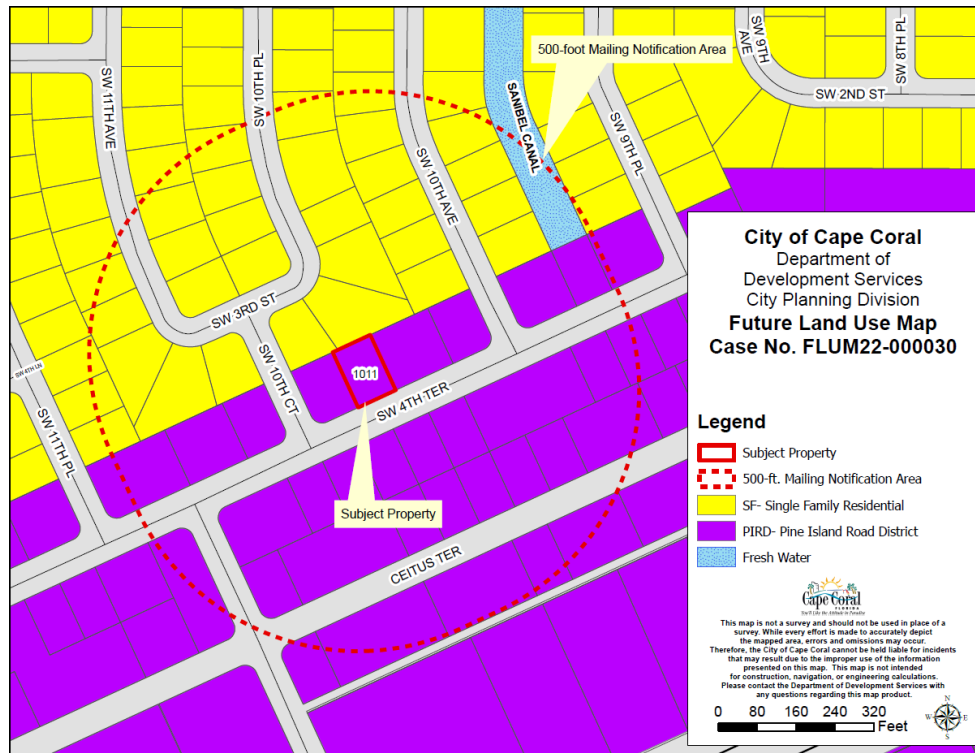 SW 11TH AVE
SW 10TH PL
500-foot Mailing Notification Area
SANIBEL CANAL
SW 10TH AVE
SW 9TH PL
SW 9TH
AVE
SW 8TH PL
SW 2ND ST
SW 3RD ST
SW 4TH LN
SW 11TH PL
SW 10TH CT
1011
SW 4TH TER
Subject Property
CEITUS TER
City of Cape Coral
Department of
Development Services
City Planning Division
Future Land Use Map
Case No. FLUM22-000030
Legend
Subject Property
500-ft. Mailing Notification Area
SF- Single Family Residential
PIRD- Pine Island Road District
Fresh Water
Cape Coral
FLORIDA
You'll Like the Attitude in Paradise
This map is not a survey and should not be used in place of a
survey. While every effort is made to accurately depict
the mapped area, errors and omissions may occur.
Therefore, the City of Cape Coral cannot be held liable for incidents
that may result due to the improper use of the information
presented on this map. This map is not intended
for construction, navigation, or engineering calculations.
Please contact the Department of Development Services with
any questions regarding this map product.
0 80 160 240 320
Feet
N
W E
S